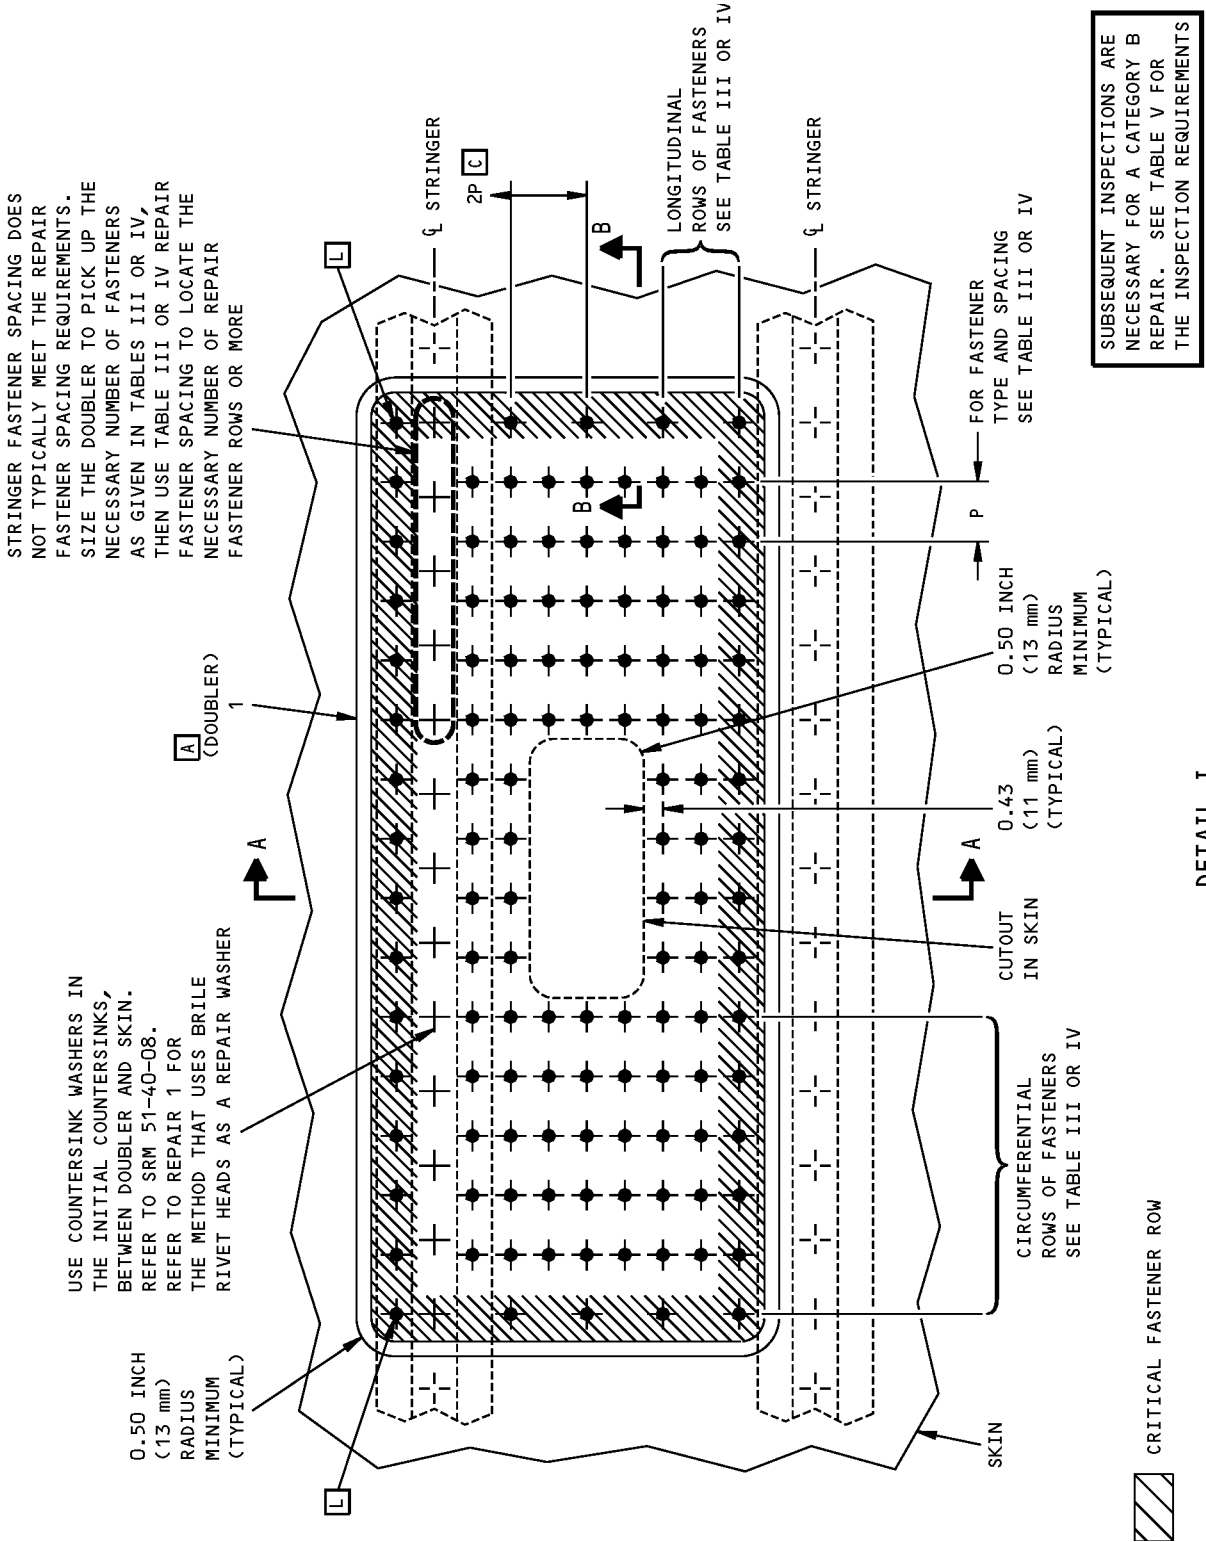 STRINGER FASTENER SPACING DOES
NOT TYPICALLY MEET THE REPAIR
FASTENER SPACING REQUIREMENTS.
SIZE THE DOUBLER TO PICK UP THE
NECESSARY NUMBER OF FASTENERS
AS GIVEN IN TABLES III OR IV,
THEN USE TABLE III OR IV REPAIR
FASTENER SPACING TO LOCATE THE
NECESSARY NUMBER OF REPAIR
FASTENER ROWS OR MORE
A
(DOUBLER)
1
USE COUNTERSINK WASHERS IN
THE INITIAL COUNTERSINKS,
BETWEEN DOUBLER AND SKIN.
REFER TO SRM 51-40-08.
REFER TO REPAIR 1 FOR
THE METHOD THAT USES BRILE
RIVET HEADS AS A REPAIR WASHER
0.50 INCH
(13 mm)
RADIUS
MINIMUM
(TYPICAL)
L
L
A
A
℄ STRINGER
2P C
B
B
LONGITUDINAL
ROWS OF FASTENERS
SEE TABLE III OR IV
℄ STRINGER
FOR FASTENER
TYPE AND SPACING
SEE TABLE III OR IV
P
0.50 INCH
(13 mm)
RADIUS
MINIMUM
(TYPICAL)
0.43
(11 mm)
(TYPICAL)
CUTOUT
IN SKIN
CIRCUMFERENTIAL
ROWS OF FASTENERS
SEE TABLE III OR IV
SKIN
SUBSEQUENT INSPECTIONS ARE
NECESSARY FOR A CATEGORY B
REPAIR. SEE TABLE V FOR
THE INSPECTION REQUIREMENTS
CRITICAL FASTENER ROW
DETAIL I